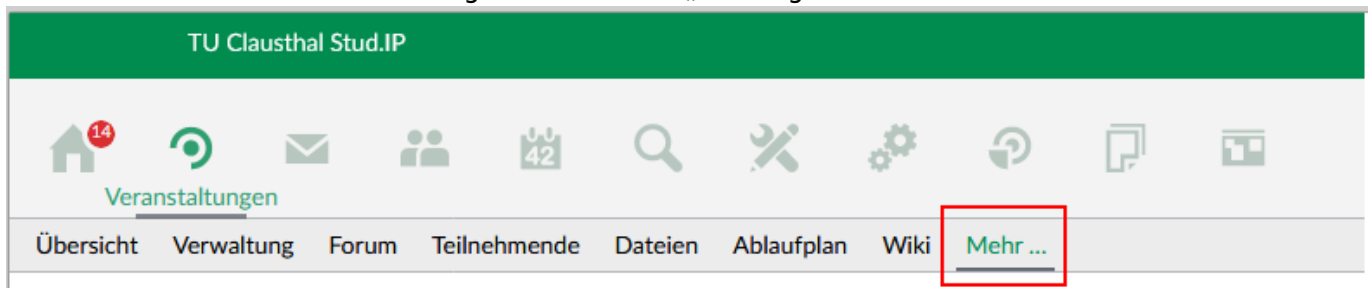 TU Clausthal Stud.IP
14
42
Veranstaltungen
Übersicht Verwaltung Forum Teilnehmende Dateien Ablaufplan Wiki Mehr ...